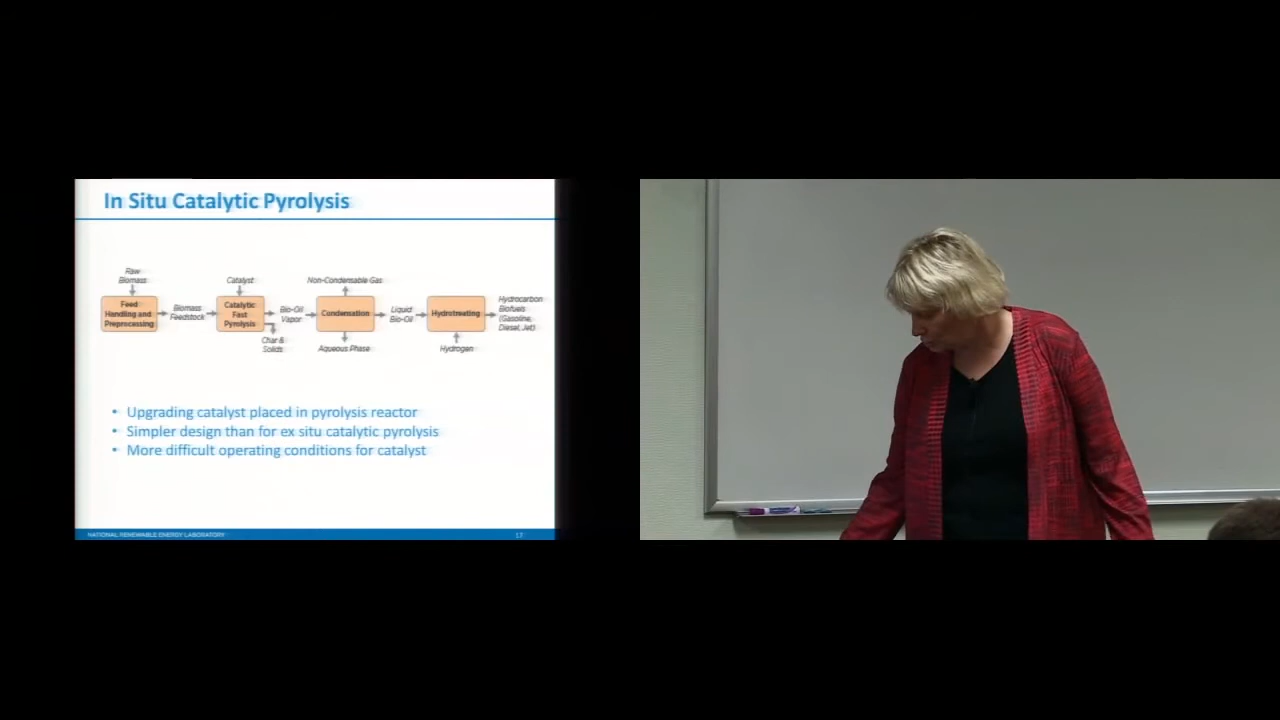 In Situ Catalytic Pyrolysis
Raw
Biomass
Feed
Handling and
Preprocessing
Biomass
Feedstock
Catalyst
Catalytic
Fast
Pyrolysis
Char &
Solids
Bio-Oil
Vapor
Non-Condensable Gas
Condensation
Aqueous Phase
Liquid
Bio-Oil
Hydrotreating
Hydrogen
Hydrocarbon
Biofuels
(Gasoline,
Diesel, Jet)
• Upgrading catalyst placed in pyrolysis reactor
• Simpler design than for ex situ catalytic pyrolysis
• More difficult operating conditions for catalyst
NATIONAL RENEWABLE ENERGY LABORATORY
17